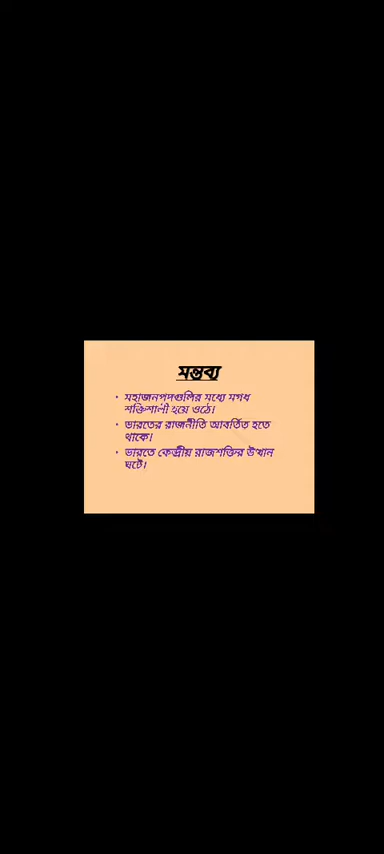 মন্তব্য
• মহাজনপদগুলির মধ্যে মগধ
শক্তিশালী হয়ে ওঠে।
• ভারতের রাজনীতি আবর্তিত হতে
থাকে।
• ভারতে কেন্দ্রীয় রাজশক্তির উত্থান
ঘটে।